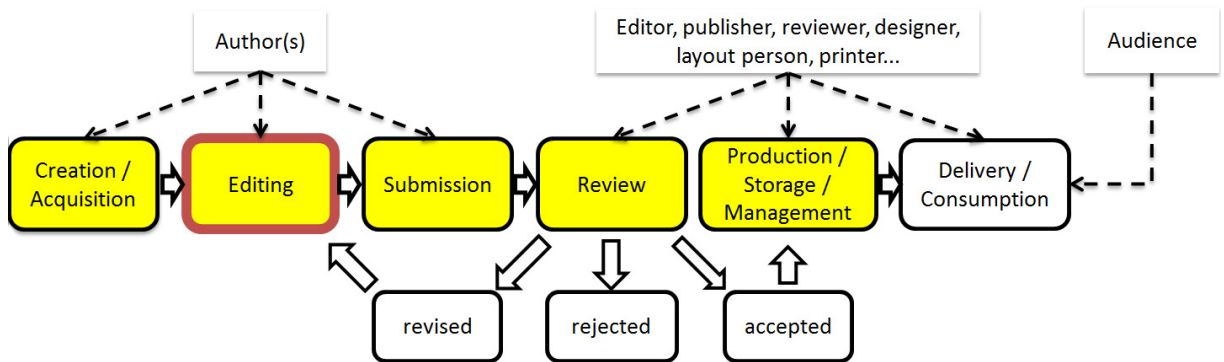 Author(s)
Editor, publisher, reviewer, designer,
layout person, printer...
Audience
Creation /
Acquisition
Editing
Submission
Review
Production /
Storage /
Management
Delivery /
Consumption
revised
rejected
accepted